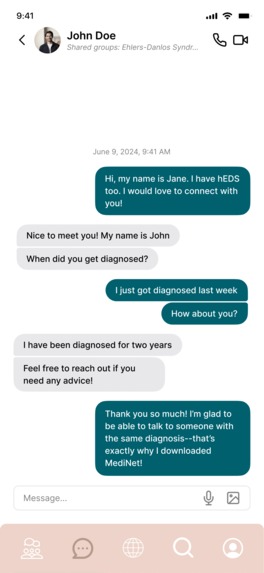 9:41
John Doe
Shared groups: Ehlers-Danlos Syndr...
June 9, 2024, 9:41 AM
Hi, my name is Jane. I have hEDS
too. I would love to connect with
you!
Nice to meet you! My name is John
When did you get diagnosed?
I just got diagnosed last week
How about you?
I have been diagnosed for two years
Feel free to reach out if you
need any advice!
Thank you so much! I'm glad to
be able to talk to someone with
the same diagnosis--that's
exactly why I downloaded
MediNet!
Message...